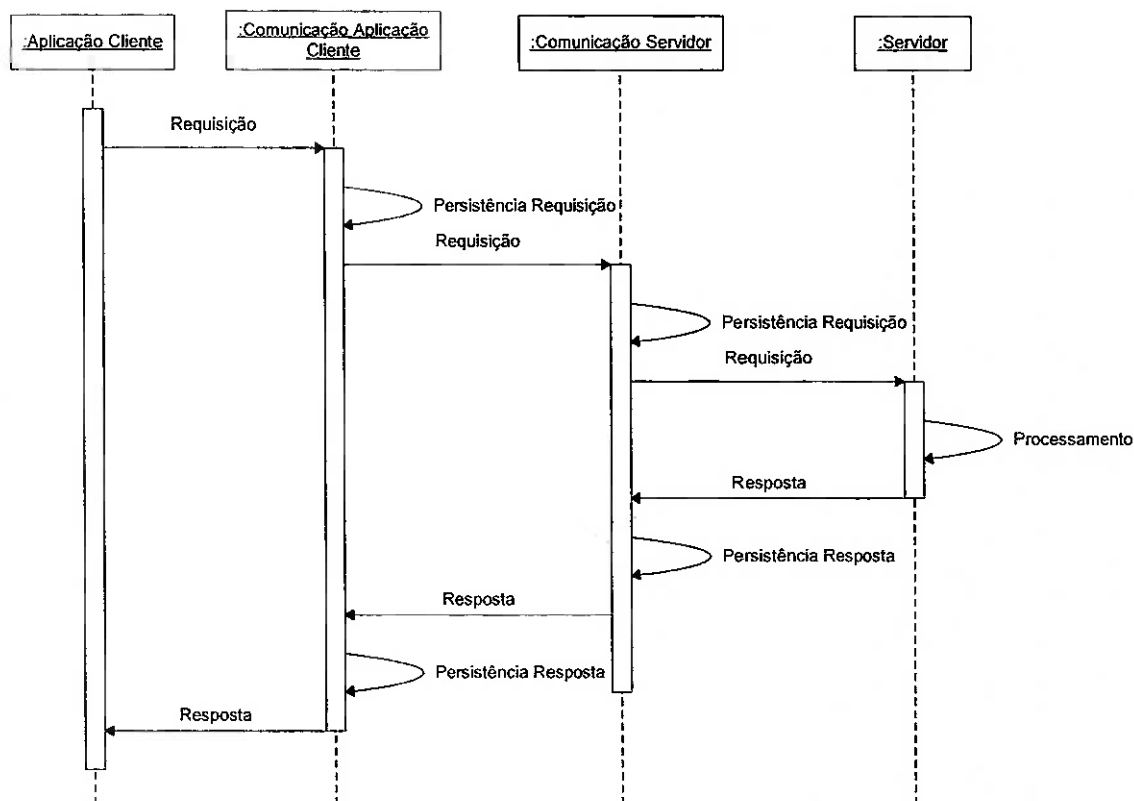 :Aplicação Cliente
:Comunicação Aplicação
Cliente
:Comunicação Servidor
:Servidor
Requisição
Persistência Requisição
Requisição
Persistência Requisição
Requisição
Processamento
Resposta
Persistência Resposta
Resposta
Persistência Resposta
Resposta